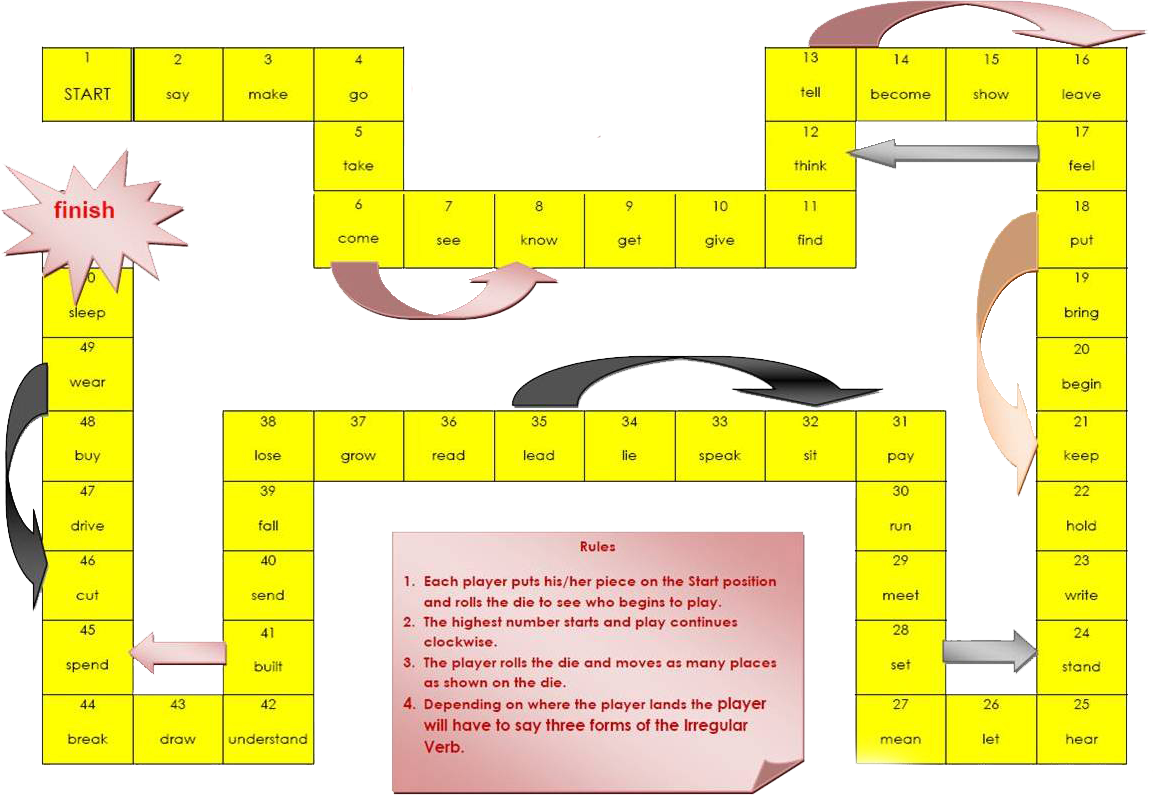 1
START
2
say
3
make
4
go
5
take
6
come
7
see
8
know
9
get
10
give
11
find
12
think
13
tell
14
become
15
show
16
leave
17
feel
18
put
19
bring
20
begin
21
keep
22
hold
23
write
24
stand
25
hear
26
let
27
mean
28
set
29
meet
30
run
31
pay
32
sit
33
speak
34
lie
35
lead
36
read
37
grow
38
lose
39
fall
40
send
41
built
42
understand
43
draw
44
break
45
spend
46
cut
47
drive
48
buy
49
wear
0
sleep
finish
Rules
1. Each player puts his/her piece on the Start position
and rolls the die to see who begins to play.
2. The highest number starts and play continues
clockwise.
3. The player rolls the die and moves as many places
as shown on the die.
4. Depending on where the player lands the player
will have to say three forms of the Irregular
Verb.